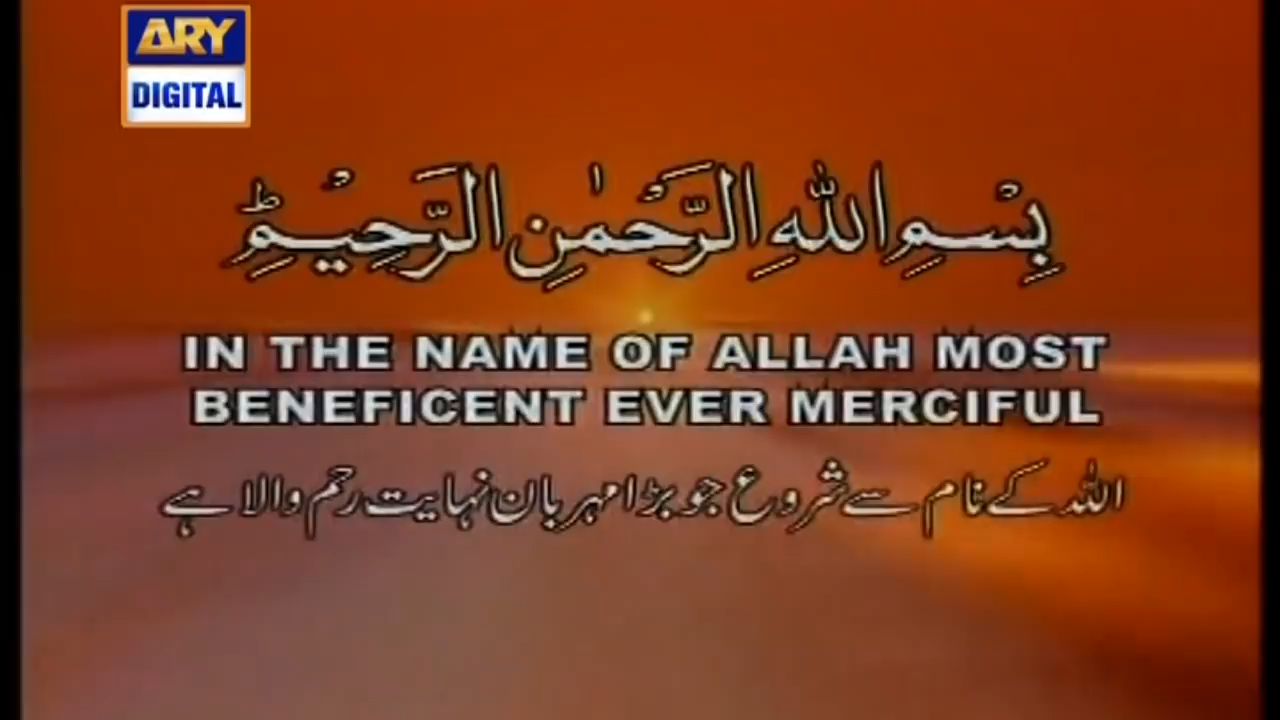 ARY
DIGITAL
بِسْمِ اللّٰهِ الرَّحْمٰنِ الرَّحِيْمِؕ
IN THE NAME OF ALLAH MOST
BENEFICENT EVER MERCIFUL
اللہ کے نام سے شروع جو بڑا مہربان نہایت رحم والا ہے